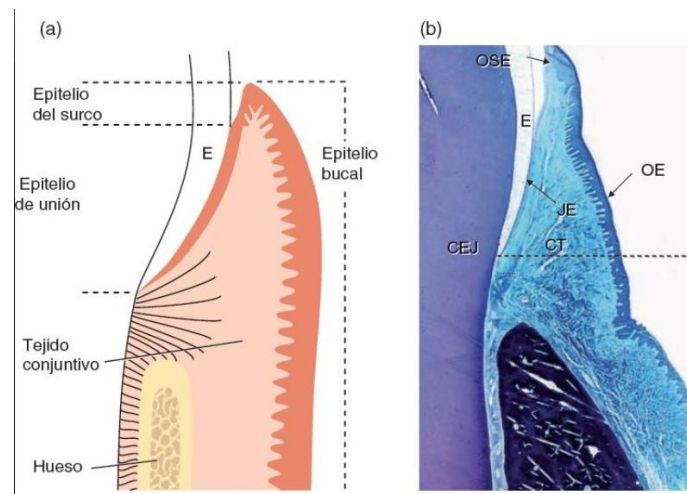 (a)
Epitelio
del surco
Epitelio
de unión
E
Epitelio
bucal
Tejido
conjuntivo
Hueso
(b)
OSE
E
OE
JE
CEJ
CT